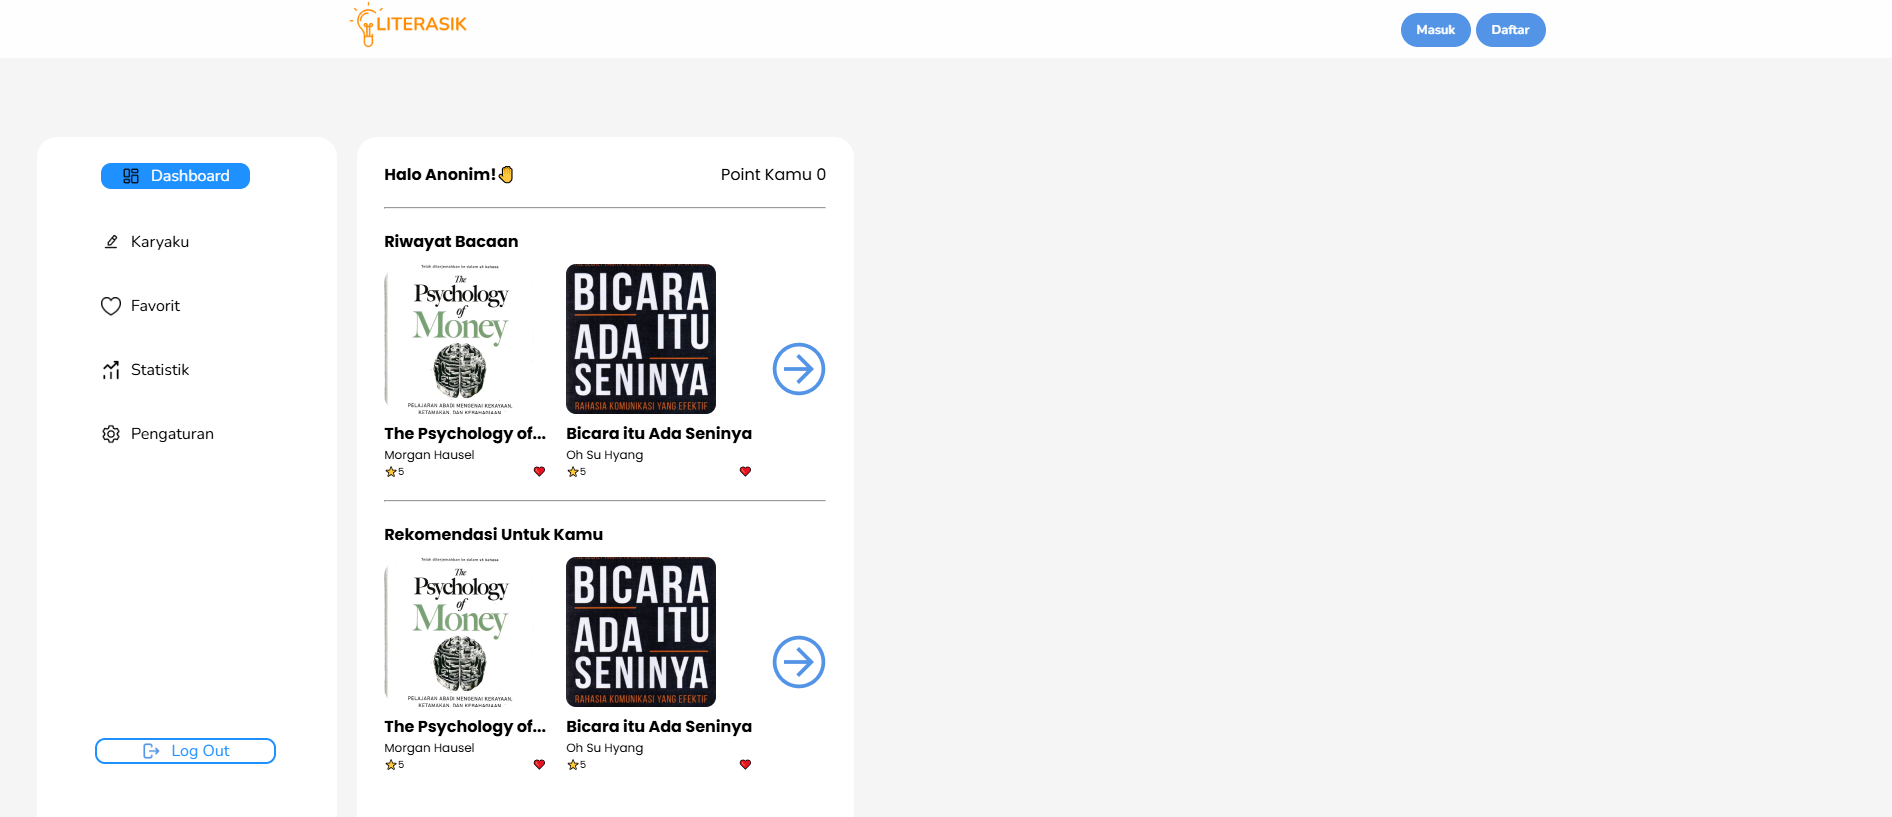 LITERASIK
Masuk
Daftar
Dashboard
Karyaku
Favorit
Statistik
Pengaturan
Log Out
Halo Anonim!🤚
Point Kamu 0
Riwayat Bacaan
Telah diterjemahkan ke dalam 46 bahasa
The
Psychology
of
Money
PELAJARAN ABADI MENGENAI KEKAYAAN,
KETAMAKAN, DAN KEBAHAGIAAN
The Psychology of...
Morgan Hausel
5
BICARA
ITU
ADA
SENINYA
RAHASIA KOMUNIKASI YANG EFEKTIF
Bicara itu Ada Seninya
Oh Su Hyang
5
Rekomendasi Untuk Kamu
Telah diterjemahkan ke dalam 46 bahasa
The
Psychology
of
Money
PELAJARAN ABADI MENGENAI KEKAYAAN,
KETAMAKAN, DAN KEBAHAGIAAN
The Psychology of...
Morgan Hausel
5
BICARA
ITU
ADA
SENINYA
RAHASIA KOMUNIKASI YANG EFEKTIF
Bicara itu Ada Seninya
Oh Su Hyang
5